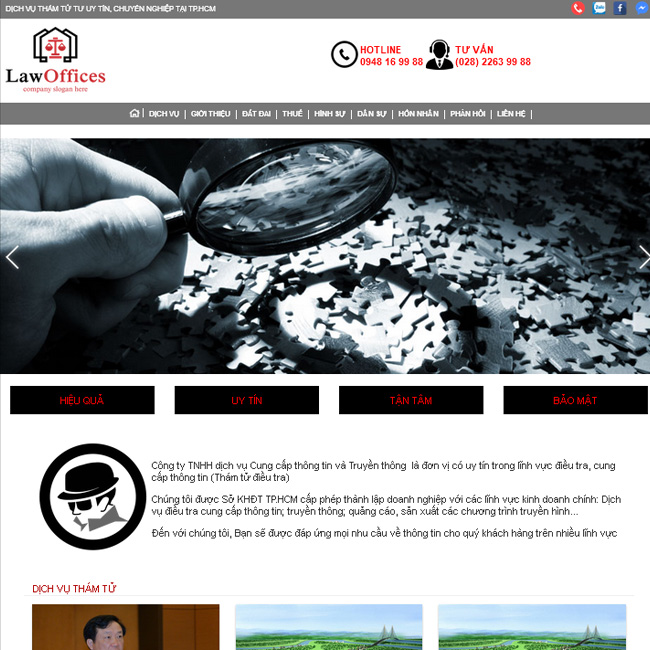 DỊCH VỤ THÁM TỬ TƯ UY TÍN, CHUYÊN NGHIỆP TẠI TP.HCM
LawOffices
company slogan here
HOTLINE
0948 16 99 88
TƯ VẤN
(028) 2263 99 88
DỊCH VỤ | GIỚI THIỆU | ĐẤT ĐAI | THUẾ | HÌNH SỰ | DÂN SỰ | HÔN NHÂN | PHẢN HỒI | LIÊN HỆ |
HIỆU QUẢ
UY TÍN
TẬN TÂM
BẢO MẬT
Công ty TNHH dịch vụ Cung cấp thông tin và Truyền thông là đơn vị có uy tín trong lĩnh vực điều tra, cung
cấp thông tin (Thám tử điều tra)
Chúng tôi được Sở KHĐT TP.HCM cấp phép thành lập doanh nghiệp với các lĩnh vực kinh doanh chính: Dịch
vụ điều tra cung cấp thông tin; truyền thông; quảng cáo, sản xuất các chương trình truyền hình...
Đến với chúng tôi, Bạn sẽ được đáp ứng mọi nhu cầu về thông tin cho quý khách hàng trên nhiều lĩnh vực
DỊCH VỤ THÁM TỬ